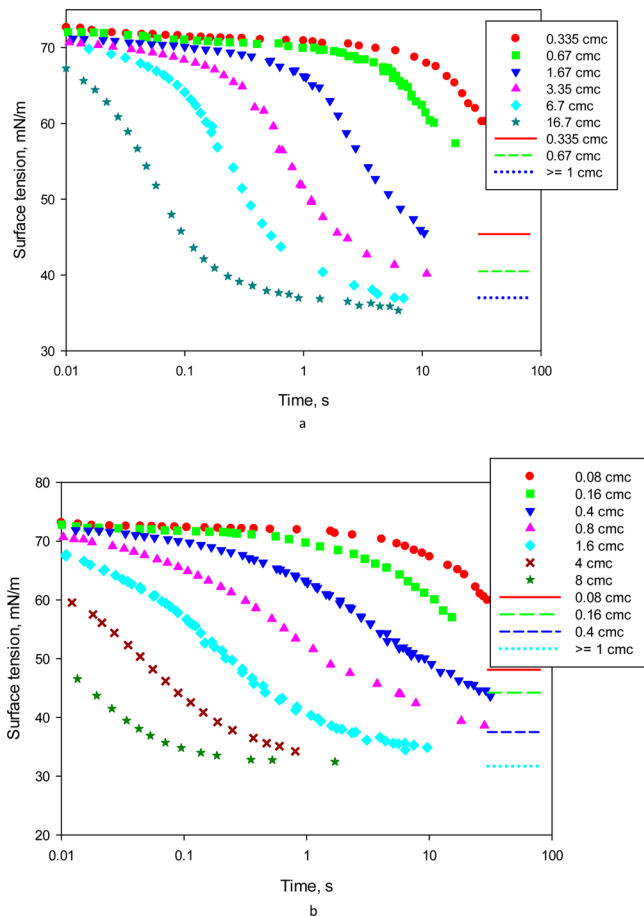 70
60
50
40
30
Surface tension, mN/m
0.01
0.1
1
10
100
Time, s
0.335 cmc
0.67 cmc
1.67 cmc
3.35 cmc
6.7 cmc
16.7 cmc
0.335 cmc
0.67 cmc
>= 1 cmc
a
80
70
60
50
40
30
20
Surface tension, mN/m
0.01
0.1
1
10
100
Time, s
0.08 cmc
0.16 cmc
0.4 cmc
0.8 cmc
1.6 cmc
4 cmc
8 cmc
0.08 cmc
0.16 cmc
0.4 cmc
>= 1 cmc
b